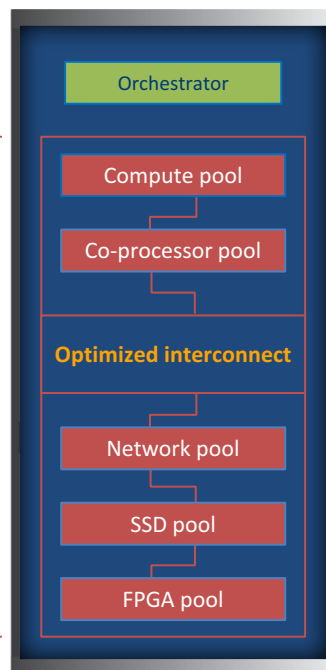 Orchestrator
Compute pool
Co-processor pool
Optimized interconnect
Network pool
SSD pool
FPGA pool